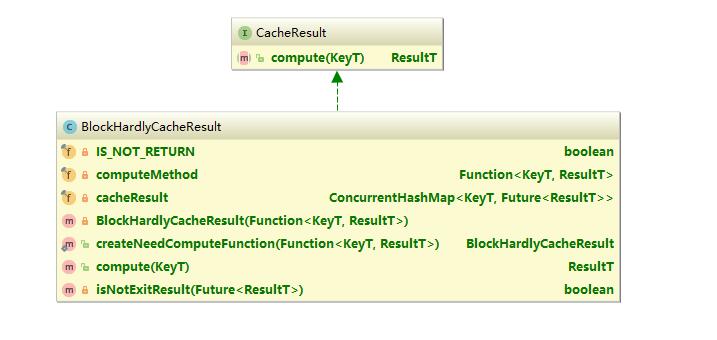 I CacheResult
m compute(KeyT) ResultT
C BlockHardlyCacheResult
f IS_NOT_RETURN boolean
f computeMethod Function<KeyT, ResultT>
f cacheResult ConcurrentHashMap<KeyT, Future<ResultT>>
m BlockHardlyCacheResult(Function<KeyT, ResultT>)
m createNeedComputeFunction(Function<KeyT, ResultT>) BlockHardlyCacheResult
m compute(KeyT) ResultT
m isNotExitResult(Future<ResultT>) boolean